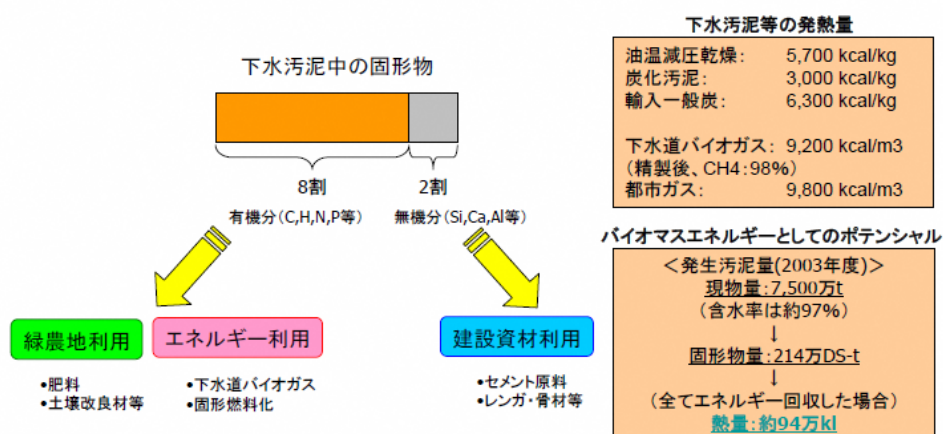 下水汚泥中の固形物
8割
2割
有機分(C,H,N,P等)
無機分(Si,Ca,Al等)
緑農地利用
エネルギー利用
建設資材利用
•肥料
•土壌改良材等
•下水道バイオガス
•固形燃料化
•セメント原料
•レンガ・骨材等
下水汚泥等の発熱量
油温減圧乾燥: 5,700 kcal/kg
炭化汚泥: 3,000 kcal/kg
輸入一般炭: 6,300 kcal/kg
下水道バイオガス: 9,200 kcal/m3
(精製後、CH4:98%)
都市ガス: 9,800 kcal/m3
バイオマスエネルギーとしてのポテンシャル
<発生汚泥量(2003年度)>
現物量:7,500万t
(含水率は約97%)
↓
固形物量:214万DS-t
↓
(全てエネルギー回収した場合)
熱量:約94万kl